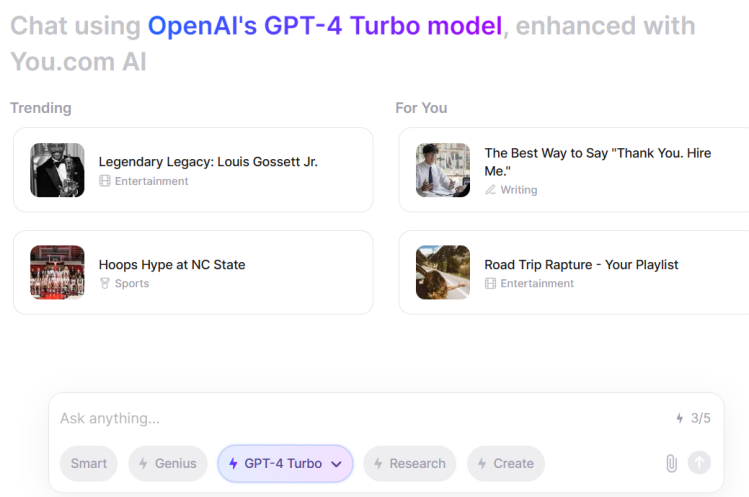 Chat using OpenAI's GPT-4 Turbo model, enhanced with
You.com AI
Trending
For You
Legendary Legacy: Louis Gossett Jr.
Entertainment
The Best Way to Say "Thank You. Hire
Me."
Writing
Hoops Hype at NC State
Sports
Road Trip Rapture - Your Playlist
Entertainment
Ask anything...
3/5
Smart
Genius
GPT-4 Turbo
Research
Create